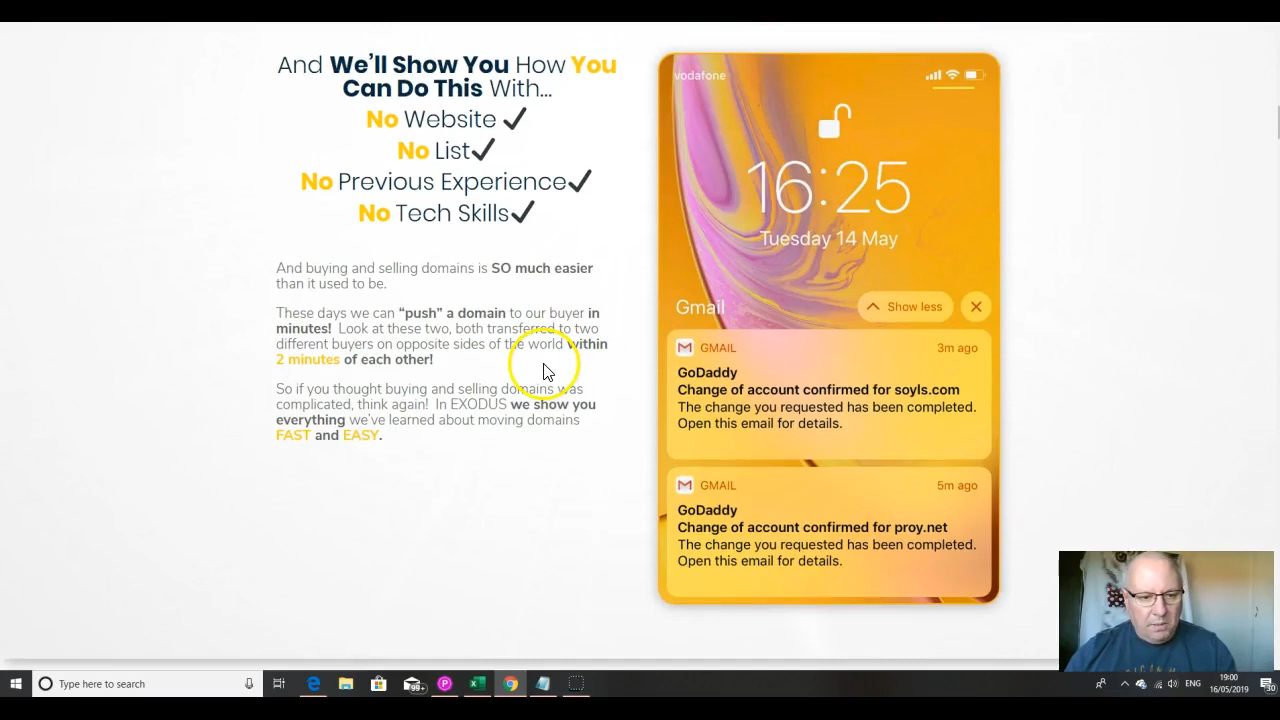 And We'll Show You How You
Can Do This With...
No Website ✔
No List✔
No Previous Experience✔
No Tech Skills✔
And buying and selling domains is SO much easier
than it used to be.
These days we can “push” a domain to our buyer in
minutes! Look at these two, both transferred to two
different buyers on opposite sides of the world within
2 minutes of each other!
So if you thought buying and selling domains was
complicated, think again! In EXODUS we show you
everything we've learned about moving domains
FAST and EASY.
vodafone
16:25
Tuesday 14 May
Gmail
Show less
GMAIL 3m ago
GoDaddy
Change of account confirmed for soyls.com
The change you requested has been completed.
Open this email for details.
GMAIL 5m ago
GoDaddy
Change of account confirmed for proy.net
The change you requested has been completed.
Open this email for details.
Type here to search
99+
ENG
19:00
16/05/2019
30